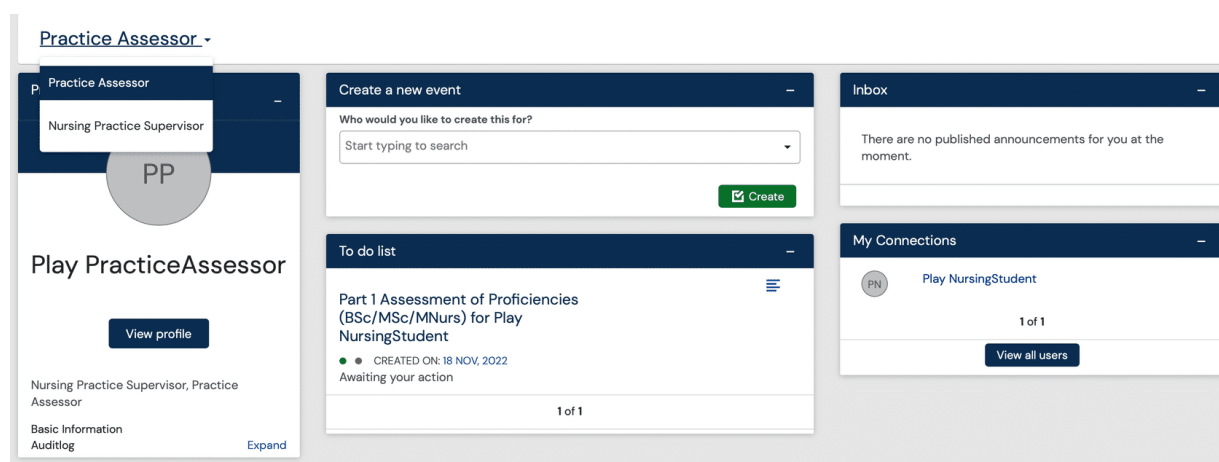 Practice Assessor
Practice Assessor
Nursing Practice Supervisor
PP
Play PracticeAssessor
View profile
Nursing Practice Supervisor, Practice
Assessor
Basic Information
Auditlog
Expand
Create a new event
Who would you like to create this for?
Start typing to search
Create
To do list
Part 1 Assessment of Proficiencies
(BSc/MSc/MNurs) for Play
NursingStudent
CREATED ON: 18 NOV, 2022
Awaiting your action
1 of 1
Inbox
There are no published announcements for you at the
moment.
My Connections
PN
Play NursingStudent
1 of 1
View all users